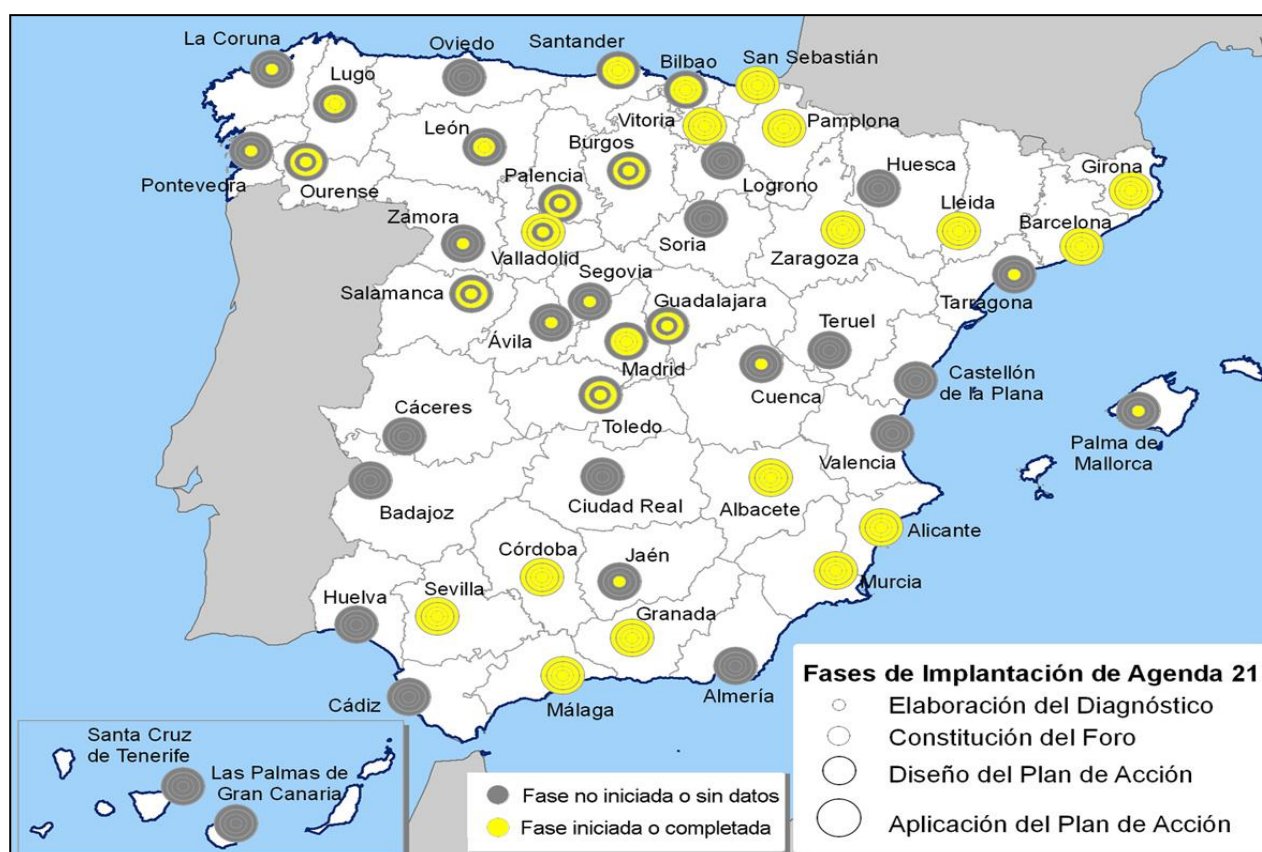 La Coruna
Oviedo
Santander
Bilbao
San Sebastián
Lugo
León
Vitoria
Pamplona
Burgos
Palencia
Pontevedra
Ourense
Logrono
Huesca
Girona
Lleida
Barcelona
Zamora
Valladolid
Soria
Zaragoza
Segovia
Salamanca
Guadalajara
Tarragona
Ávila
Madrid
Teruel
Cuenca
Castellón
de la Plana
Cáceres
Toledo
Palma de
Mallorca
Valencia
Badajoz
Ciudad Real
Albacete
Alicante
Córdoba
Jaén
Murcia
Huelva
Sevilla
Granada
Cádiz
Málaga
Almería
Santa Cruz
de Tenerife
Las Palmas de
Gran Canaria
Fase no iniciada o sin datos
Fase iniciada o completada
Fases de Implantación de Agenda 21
Elaboración del Diagnóstico
Constitución del Foro
Diseño del Plan de Acción
Aplicación del Plan de Acción